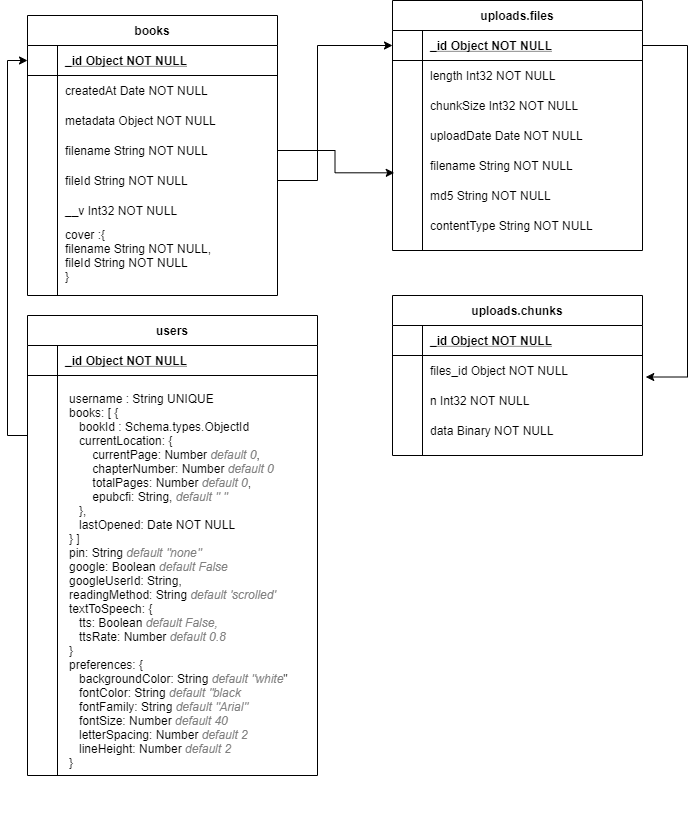 books
_id Object NOT NULL
createdAt Date NOT NULL
metadata Object NOT NULL
filename String NOT NULL
fileId String NOT NULL
__v Int32 NOT NULL
cover :{
filename String NOT NULL,
fileId String NOT NULL
}
uploads.files
_id Object NOT NULL
length Int32 NOT NULL
chunkSize Int32 NOT NULL
uploadDate Date NOT NULL
filename String NOT NULL
md5 String NOT NULL
contentType String NOT NULL
uploads.chunks
_id Object NOT NULL
files_id Object NOT NULL
n Int32 NOT NULL
data Binary NOT NULL
users
_id Object NOT NULL
username : String UNIQUE
books: [ {
bookId : Schema.types.ObjectId
currentLocation: {
currentPage: Number default 0,
chapterNumber: Number default 0
totalPages: Number default 0,
epubcfi: String, default " "
},
lastOpened: Date NOT NULL
} ]
pin: String default "none"
google: Boolean default False
googleUserId: String,
readingMethod: String default 'scrolled'
textToSpeech: {
tts: Boolean default False,
ttsRate: Number default 0.8
}
preferences: {
backgroundColor: String default "white"
fontColor: String default "black
fontFamily: String default "Arial"
fontSize: Number default 40
letterSpacing: Number default 2
lineHeight: Number default 2
}